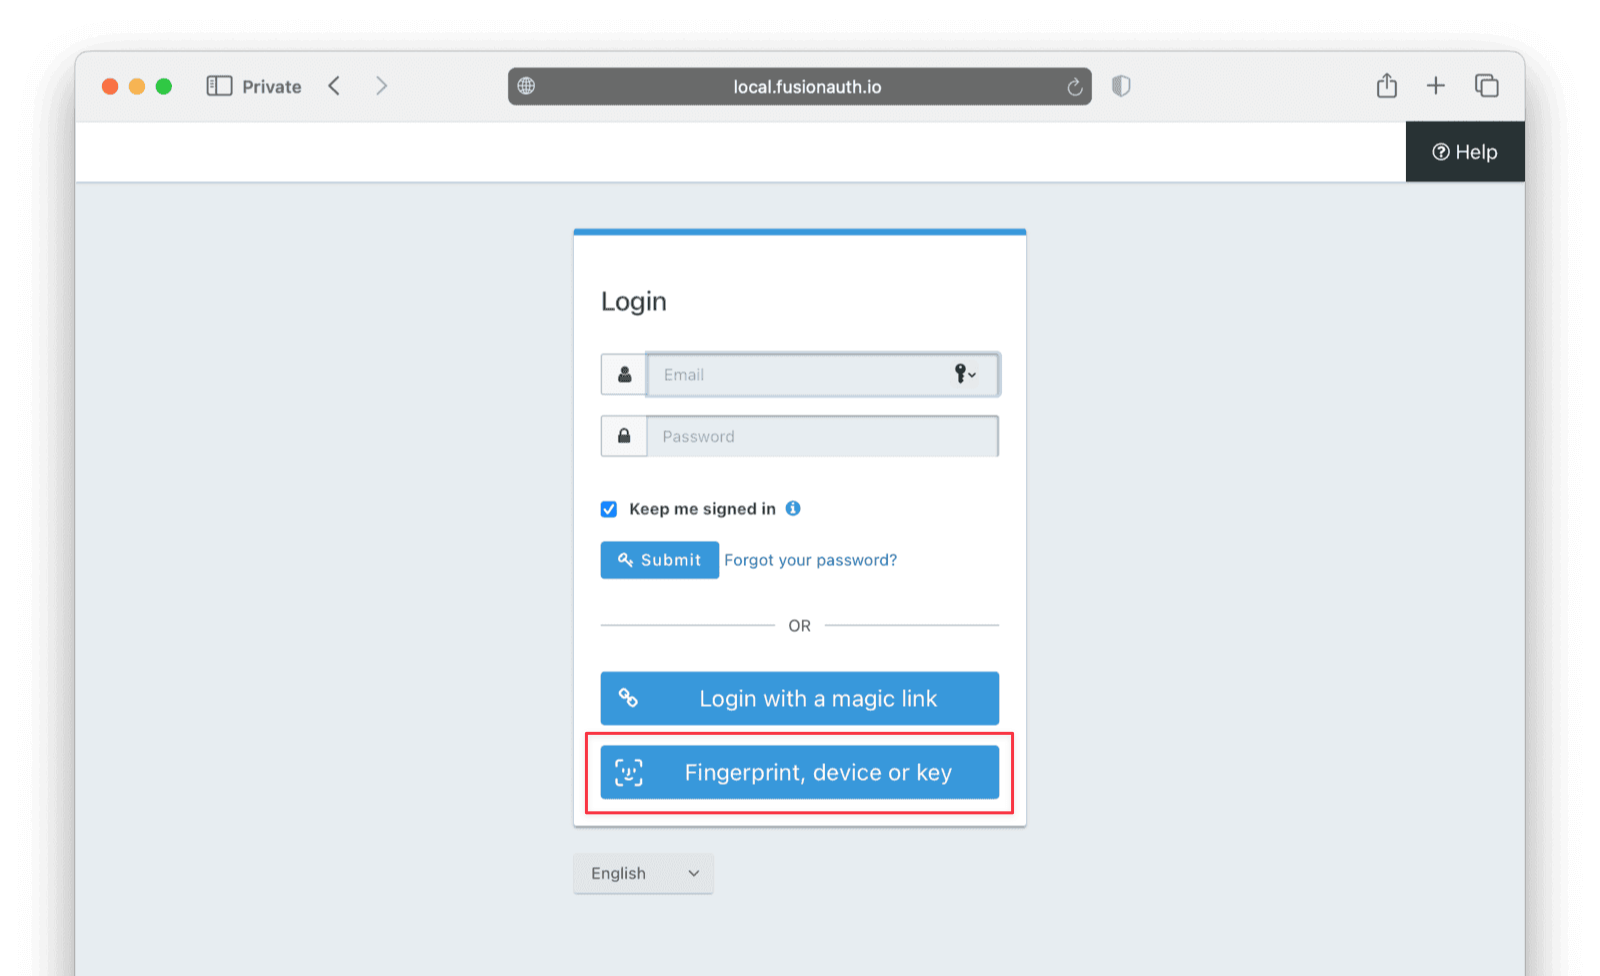 Private
local.fusionauth.io
Help
Login
Email
Password
Keep me signed in
Submit Forgot your password?
OR
Login with a magic link
Fingerprint, device or key
English